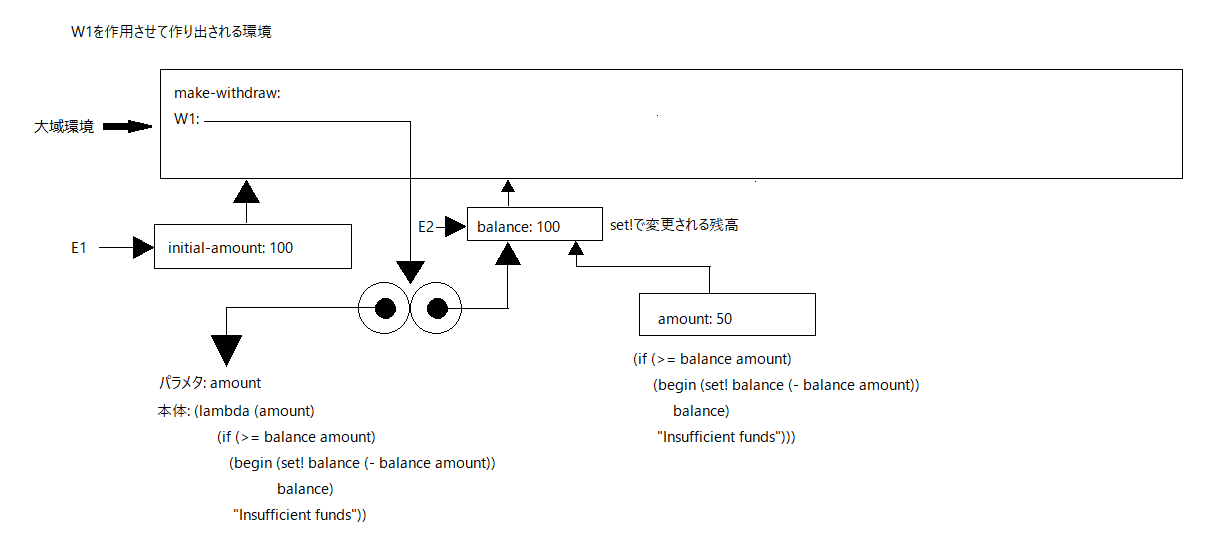 W1を作用させて作り出される環境
make-withdraw:
W1:
大域環境
E1
initial-amount: 100
E2
balance: 100
set!で変更される残高
amount: 50
(if (>= balance amount)
(begin (set! balance (- balance amount))
balance)
"Insufficient funds")))
パラメタ: amount
本体: (lambda (amount)
(if (>= balance amount)
(begin (set! balance (- balance amount))
balance)
"Insufficient funds"))